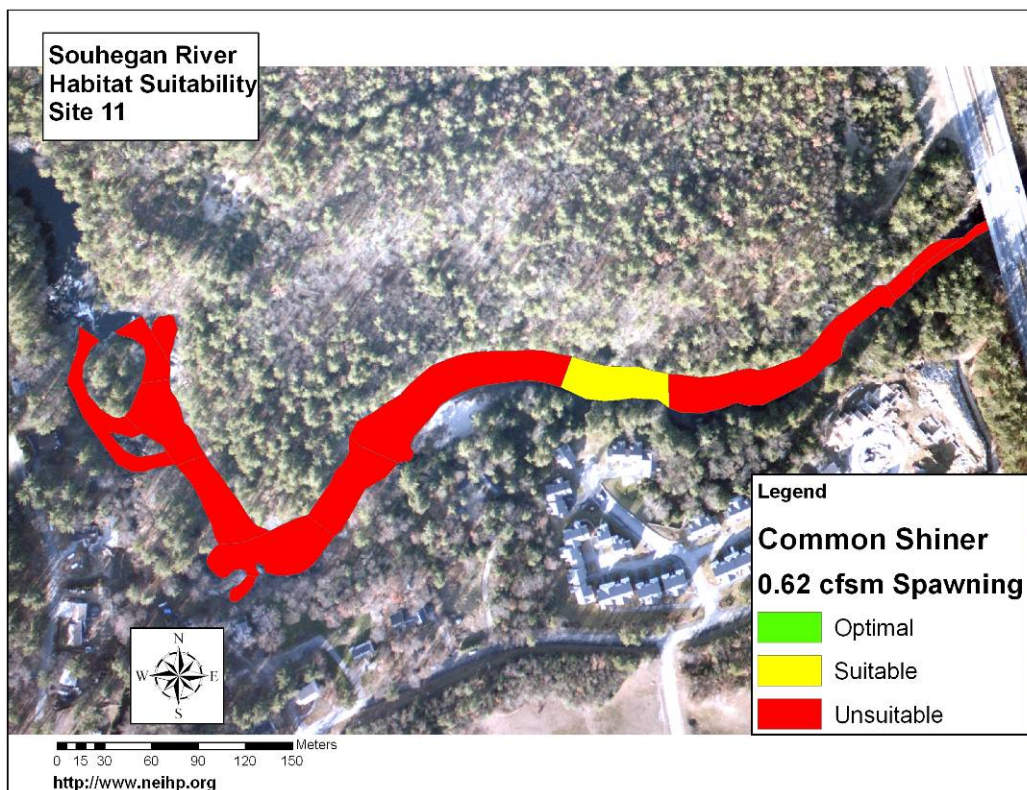 Souhegan River
Habitat Suitability
Site 11
Legend
Common Shiner
0.62 cfsm Spawning
Optimal
Suitable
Unsuitable
N
W E
S
Meters
0 15 30 60 90 120 150
http://www.neihp.org